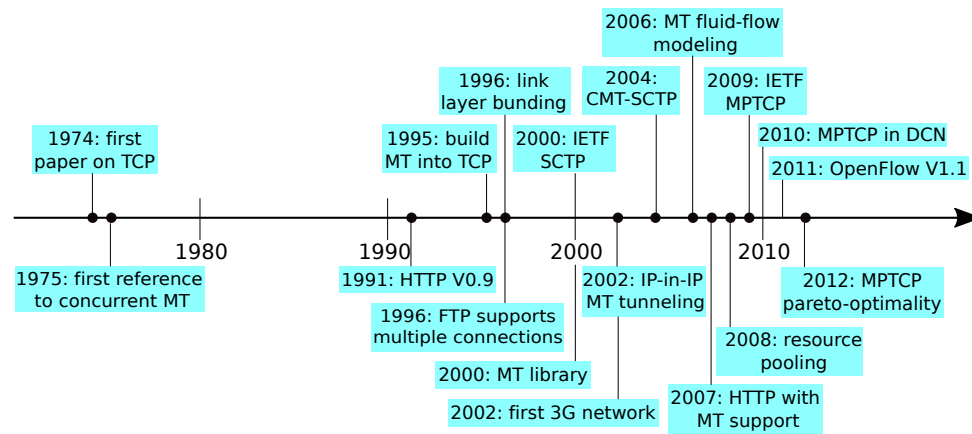 2006: MT fluid-flow
modeling
1996: link
layer bunding
2004:
CMT-SCTP
2009: IETF
MPTCP
1974: first
paper on TCP
1995: build
MT into TCP
2000: IETF
SCTP
2010: MPTCP in DCN
2011: OpenFlow V1.1
1980
1990
2000
2010
1975: first reference
to concurrent MT
1991: HTTP V0.9
2002: IP-in-IP
MT tunneling
2012: MPTCP
pareto-optimality
1996: FTP supports
multiple connections
2008: resource
pooling
2000: MT library
2002: first 3G network
2007: HTTP with
MT support